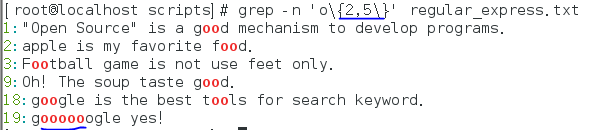 [root@localhost scripts]# grep -n 'o\{2,5\}' regular_express.txt
1:"Open Source" is a good mechanism to develop programs.
2:apple is my favorite food.
3:Football game is not use feet only.
9:Oh! The soup taste good.
18:google is the best tools for search keyword.
19:goooooogle yes!